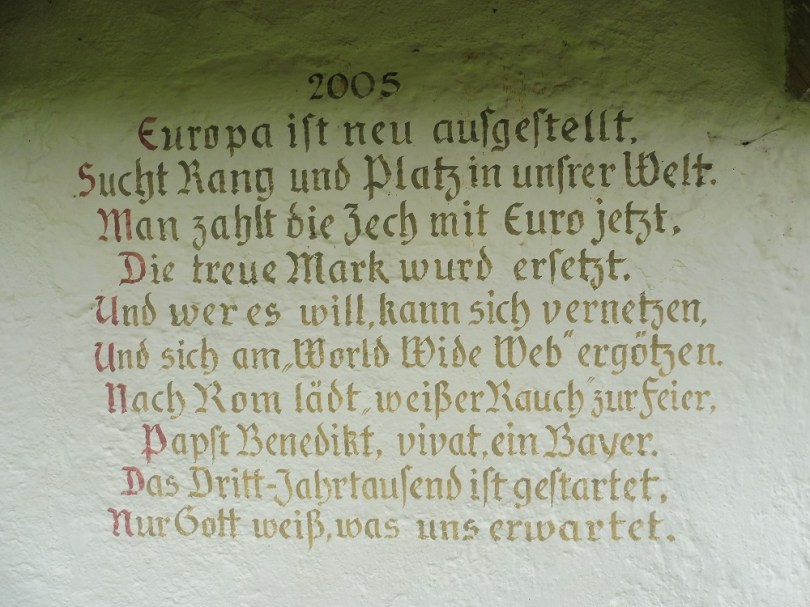 2005
Europa ist neu ausgestellt,
Sucht Rang und Platz in unsrer Welt.
Man zahlt die Zech mit Euro jetzt,
Die treue Mark wurd ersetzt.
Und wer es will, kann sich vernetzen,
Und sich am „World Wide Web“ ergötzen.
Nach Rom lädt „weißer Rauch“ zur Feier,
Papst Benedikt, vivat, ein Bayer.
Das Dritt-Jahrtausend ist gestartet,
Nur Gott weiß, was uns erwartet.